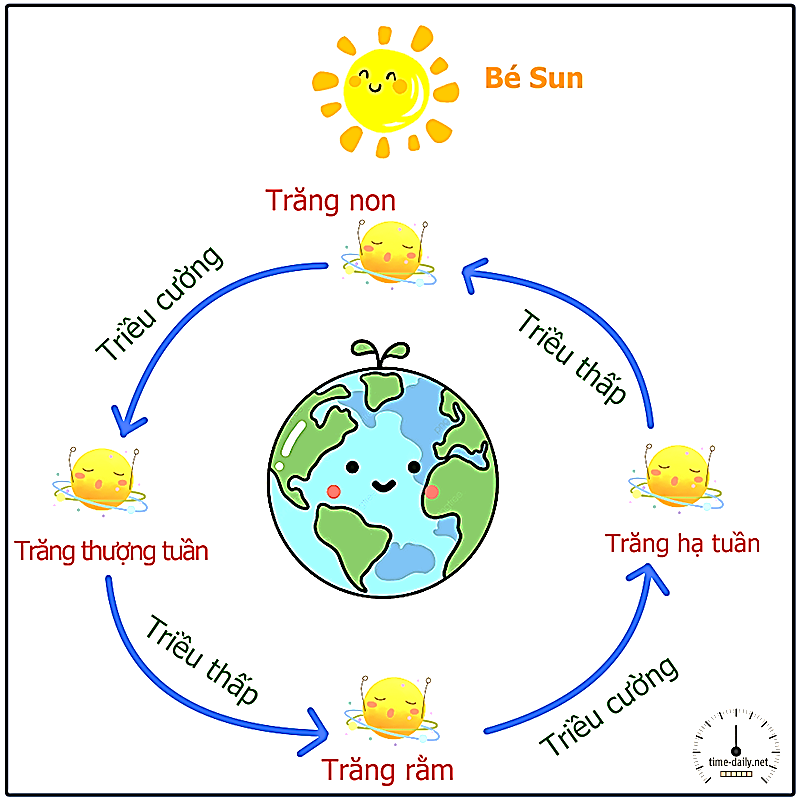 Bé Sun
Trăng non
Triều cường
Triều thấp
Trăng thượng tuần
Trăng hạ tuần
Triều thấp
Triều cường
Trăng rằm
time-daily.net